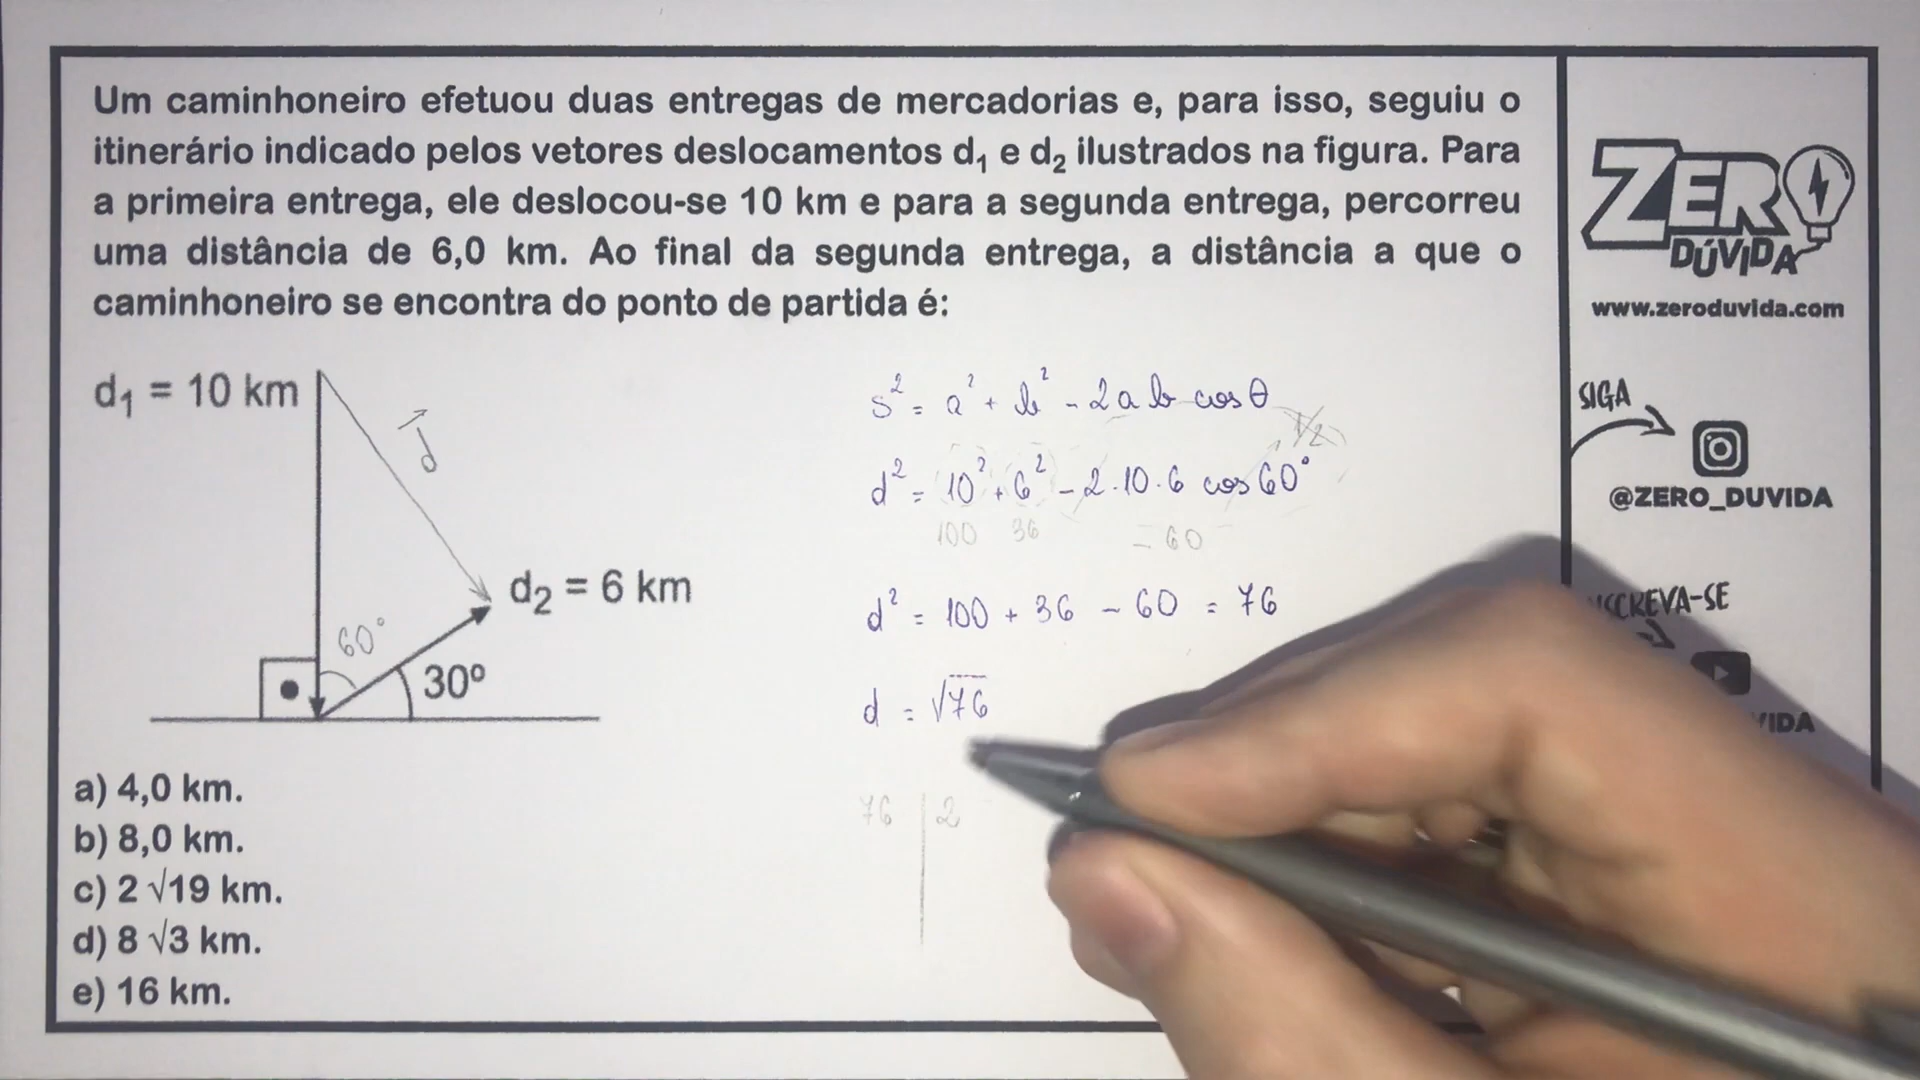 Um caminhoneiro efetuou duas entregas de mercadorias e, para isso, seguiu o
itinerário indicado pelos vetores deslocamentos d₁ e d₂ ilustrados na figura. Para
a primeira entrega, ele deslocou-se 10 km e para a segunda entrega, percorreu
uma distância de 6,0 km. Ao final da segunda entrega, a distância a que o
caminhoneiro se encontra do ponto de partida é:
d₁ = 10 km
d
d₂ = 6 km
60°
30º
a) 4,0 km.
b) 8,0 km.
c) 2 √19 km.
d) 8 √3 km.
e) 16 km.
s² = a² + b² - 2ab cos θ
1/2
d² = 10² + 6² - 2.10.6 cos 60°
100 36 - 60
d² = 100 + 36 - 60 = 76
d = √76
76 | 2
ZERO
DÚVIDA
www.zeroduvida.com
SIGA
@ZERO_DUVIDA